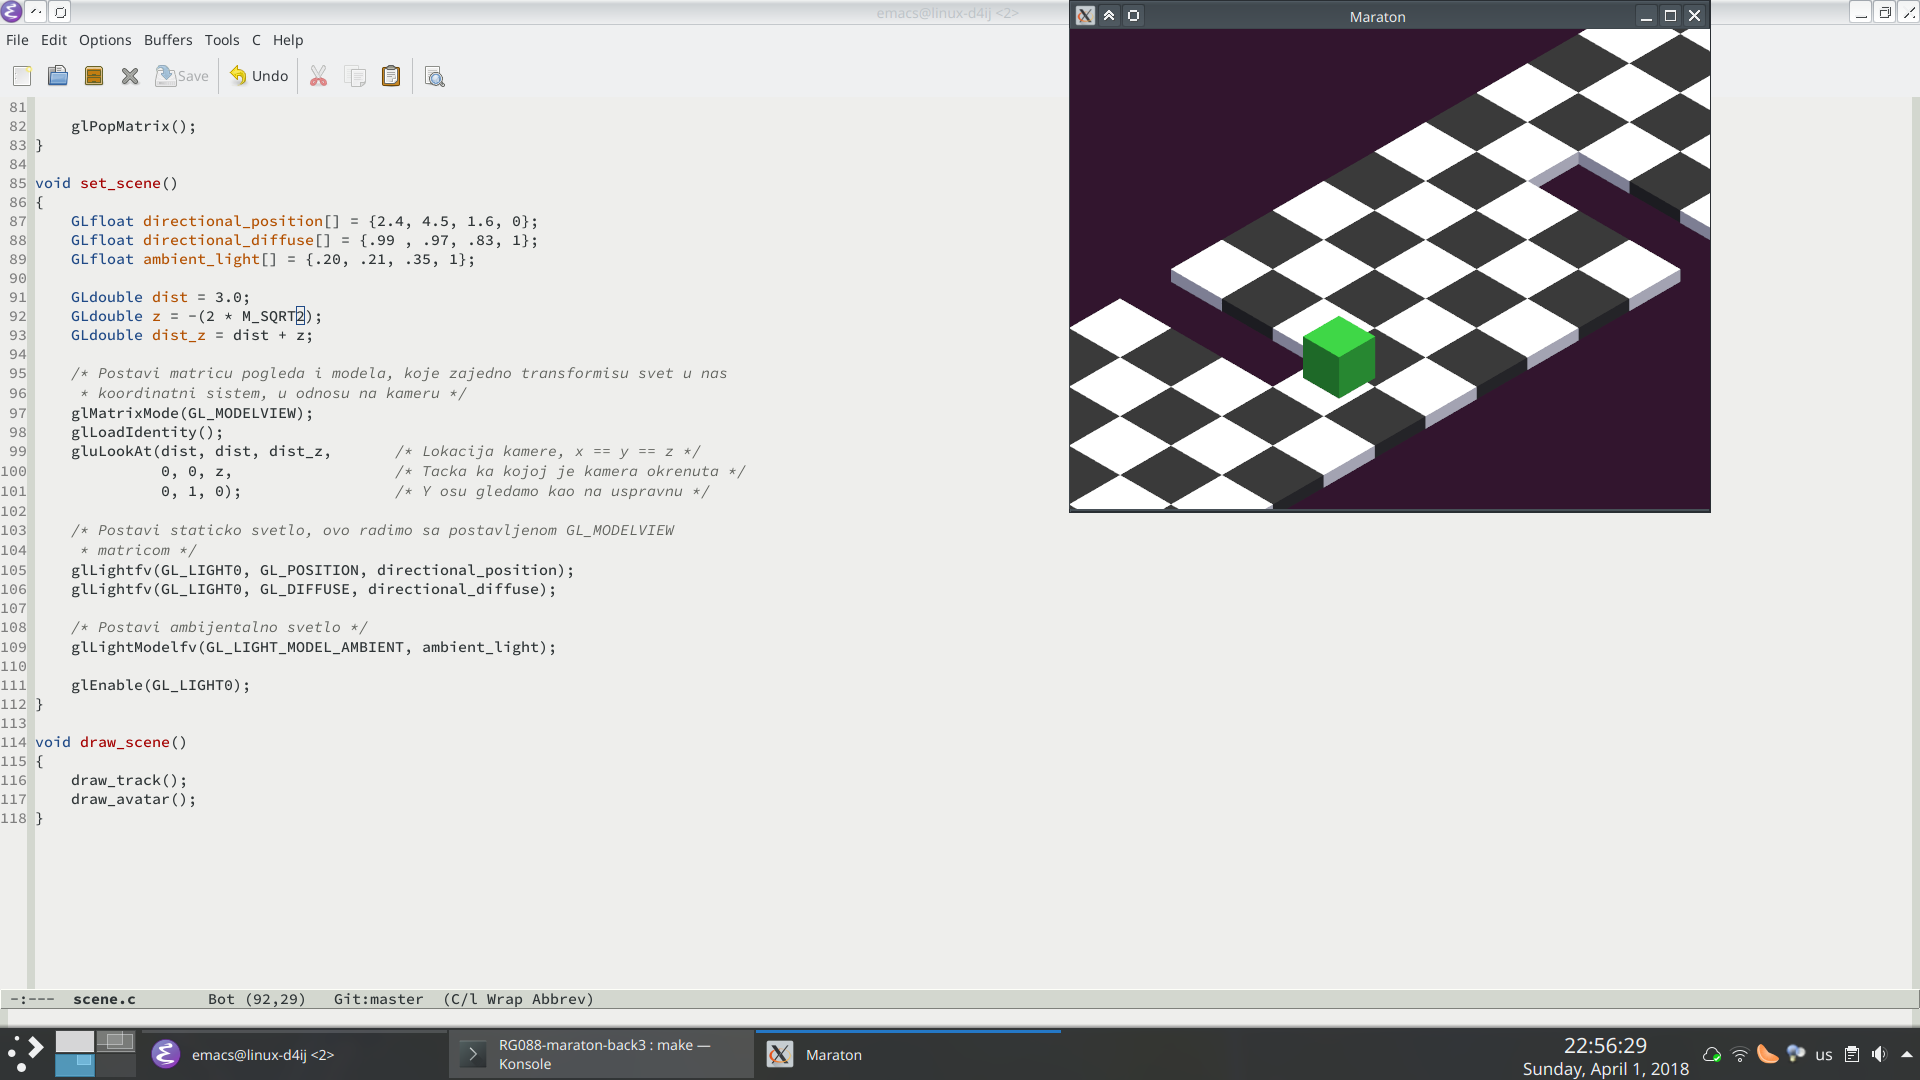 emacs@linux-d4ij <2>
File Edit Options Buffers Tools C Help
Save Undo
81
82 glPopMatrix();
83 }
84
85 void set_scene()
86 {
87 GLfloat directional_position[] = {2.4, 4.5, 1.6, 0};
88 GLfloat directional_diffuse[] = {.99 , .97, .83, 1};
89 GLfloat ambient_light[] = {.20, .21, .35, 1};
90
91 GLdouble dist = 3.0;
92 GLdouble z = -(2 * M_SQRT2);
93 GLdouble dist_z = dist + z;
94
95 /* Postavi matricu pogleda i modela, koje zajedno transformisu svet u nas
96 * koordinatni sistem, u odnosu na kameru */
97 glMatrixMode(GL_MODELVIEW);
98 glLoadIdentity();
99 gluLookAt(dist, dist, dist_z, /* Lokacija kamere, x == y == z */
100 0, 0, z, /* Tacka ka kojoj je kamera okrenuta */
101 0, 1, 0); /* Y osu gledamo kao na uspravnu */
102
103 /* Postavi staticko svetlo, ovo radimo sa postavljenom GL_MODELVIEW
104 * matricom */
105 glLightfv(GL_LIGHT0, GL_POSITION, directional_position);
106 glLightfv(GL_LIGHT0, GL_DIFFUSE, directional_diffuse);
107
108 /* Postavi ambijentalno svetlo */
109 glLightModelfv(GL_LIGHT_MODEL_AMBIENT, ambient_light);
110
111 glEnable(GL_LIGHT0);
112 }
113
114 void draw_scene()
115 {
116 draw_track();
117 draw_avatar();
118 }
-:--- scene.c Bot (92,29) Git:master (C/l Wrap Abbrev)
Maraton
emacs@linux-d4ij <2>
RG088-maraton-back3 : make —
Konsole
Maraton
us
22:56:29
Sunday, April 1, 2018